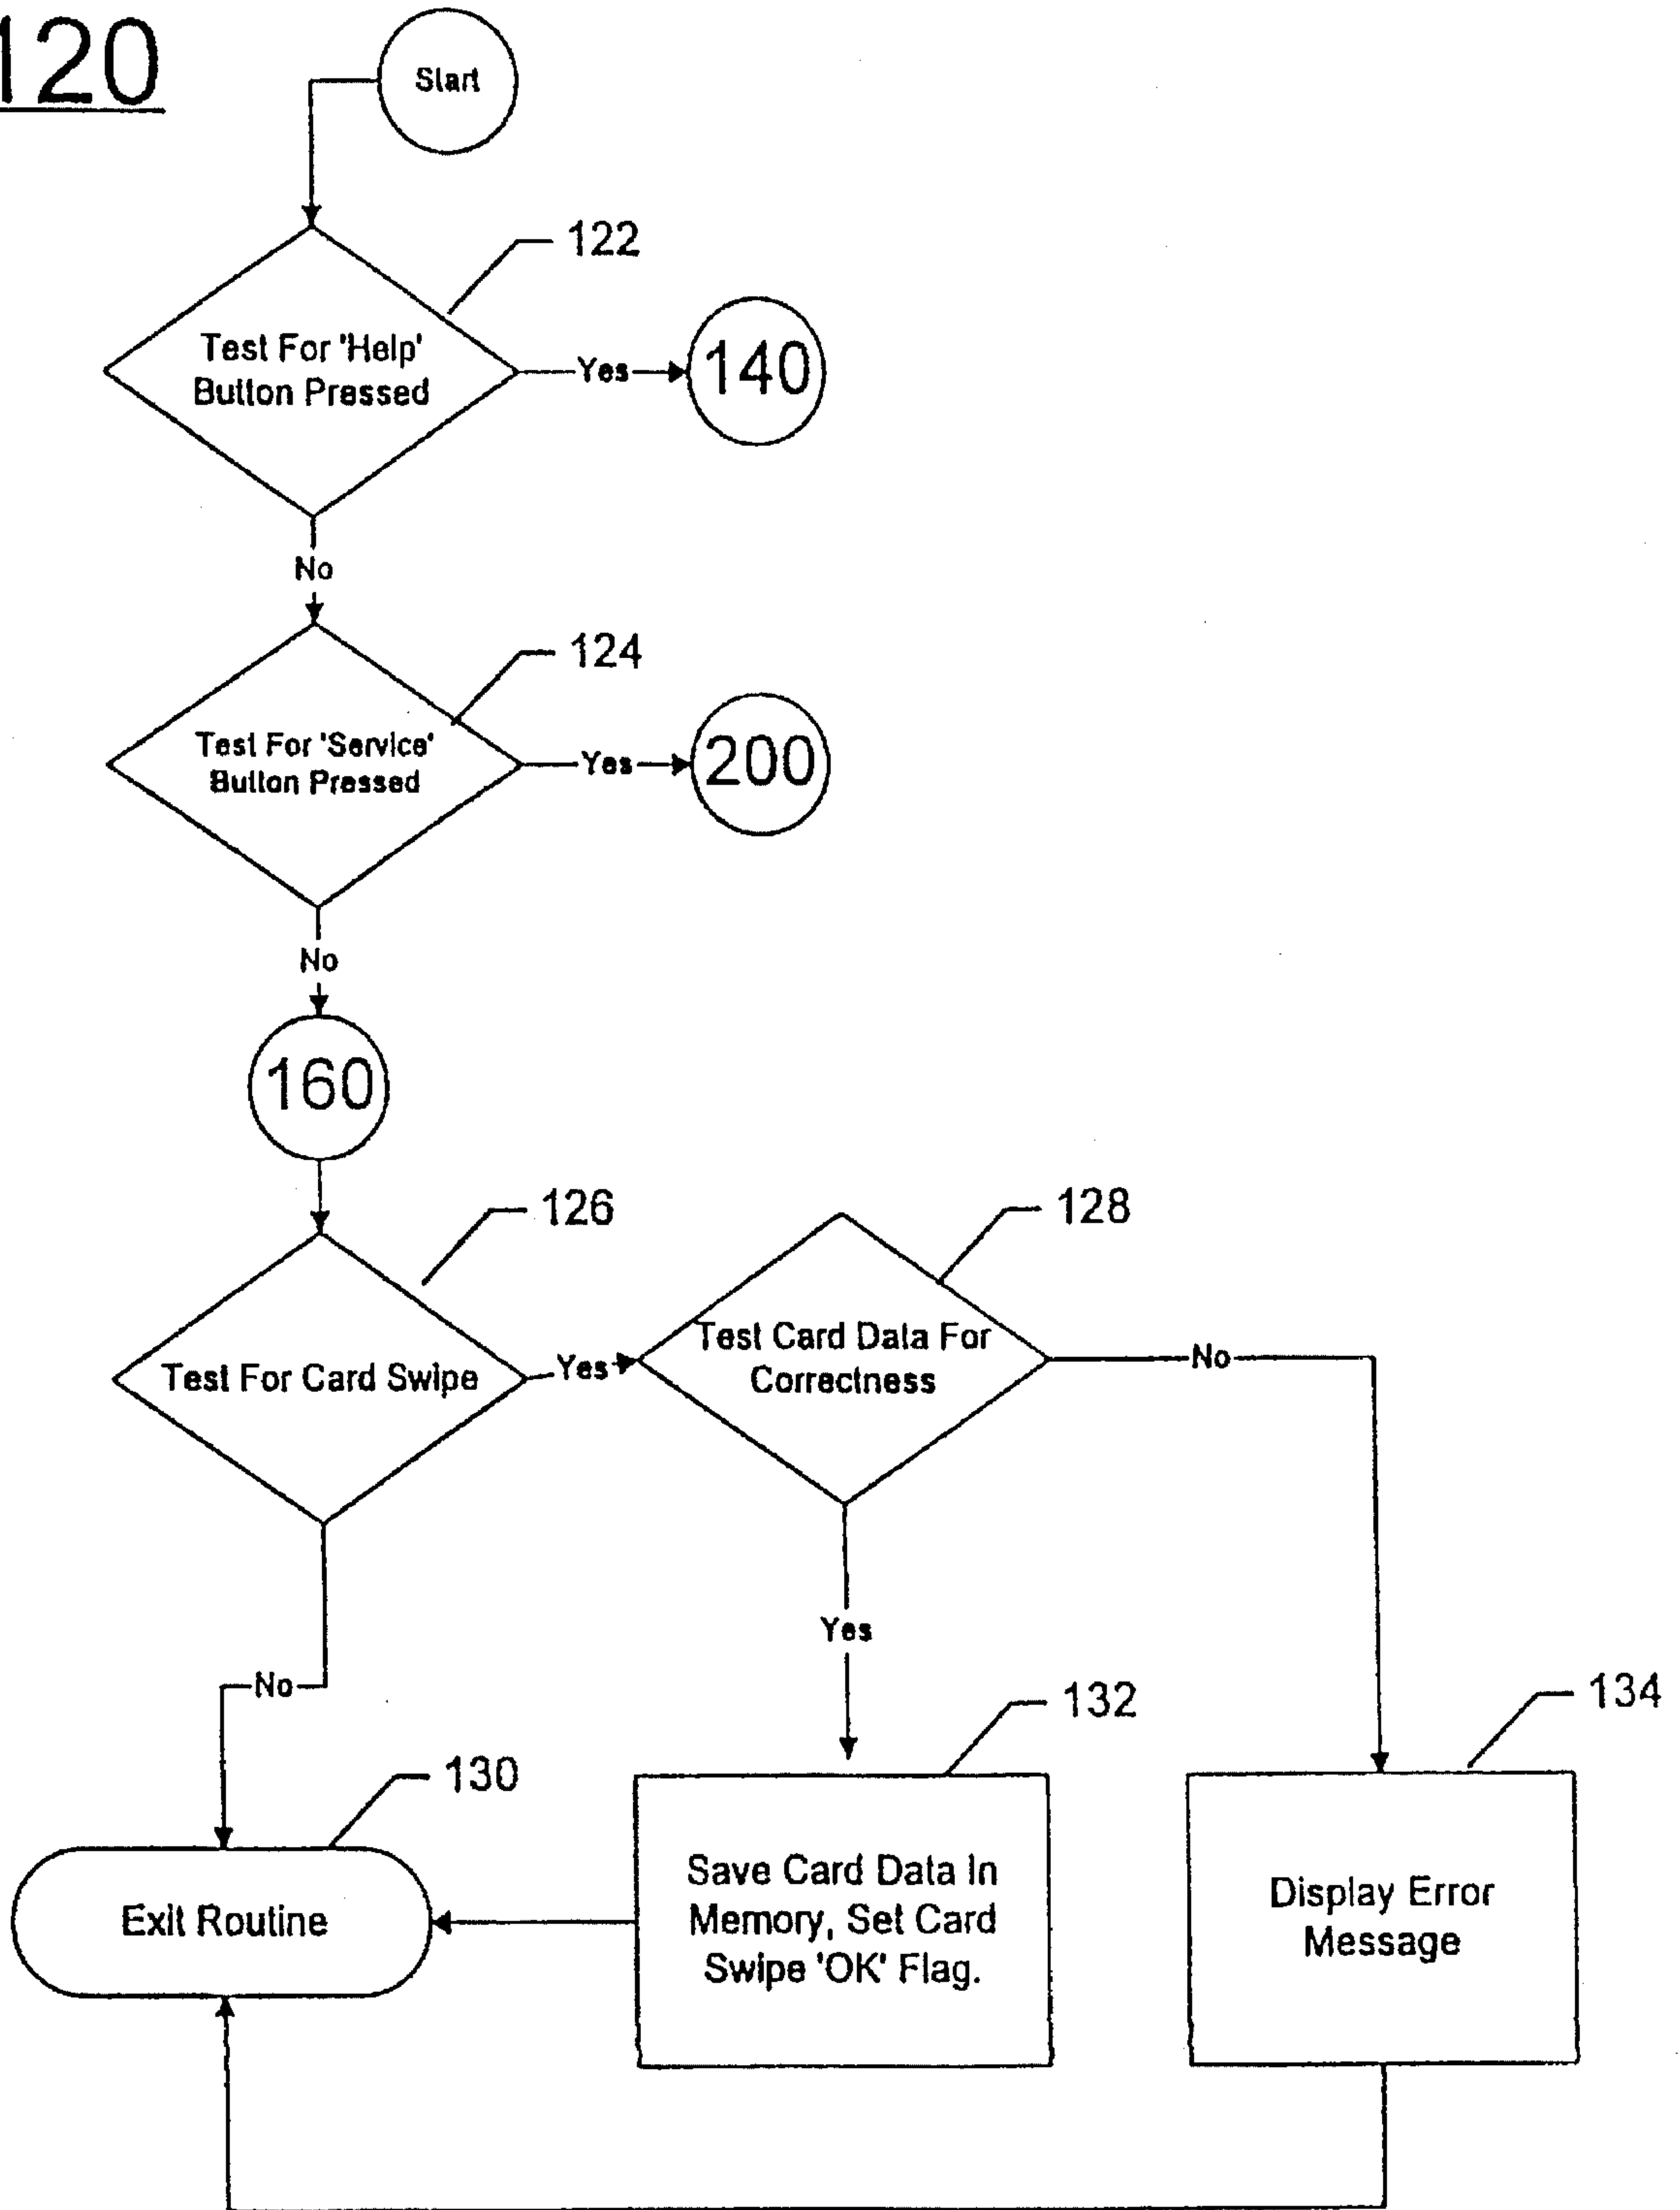 120
Start
122
Test For 'Help'
Button Pressed
Yes
140
No
124
Test For 'Service'
Button Pressed
Yes
200
No
160
126
128
Test For Card Swipe
Yes
Test Card Data For
Correctness
No
Yes
No
132
134
130
Exit Routine
Save Card Data In
Memory, Set Card
Swipe 'OK' Flag.
Display Error
Message